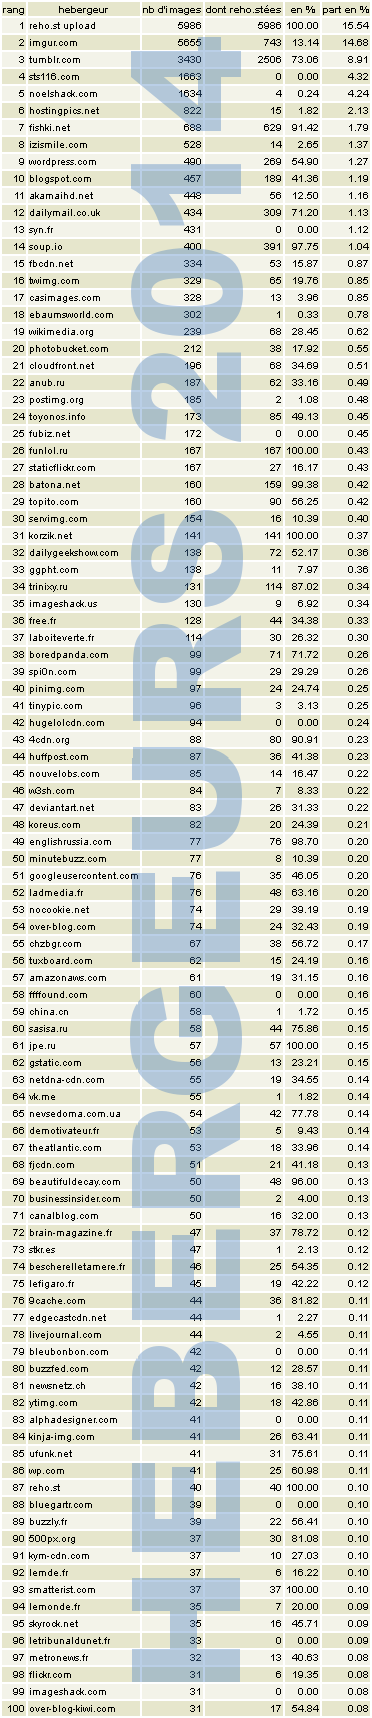 rang hebergeur nb d'images dont reho.stées en % part en %
1 reho.st upload 5986 5986 100.00 15.54
2 imgur.com 5655 743 13.14 14.68
3 tumblr.com 3430 2506 73.06 8.91
4 sts116.com 1663 0 0.00 4.32
5 noelshack.com 1634 4 0.24 4.24
6 hostingpics.net 822 15 1.82 2.13
7 fishki.net 688 629 91.42 1.79
8 izismile.com 528 14 2.65 1.37
9 wordpress.com 490 269 54.90 1.27
10 blogspot.com 457 189 41.36 1.19
11 akamaihd.net 448 56 12.50 1.16
12 dailymail.co.uk 434 309 71.20 1.13
13 syn.fr 431 0 0.00 1.12
14 soup.io 400 391 97.75 1.04
15 fbcdn.net 334 53 15.87 0.87
16 twimg.com 329 65 19.76 0.85
17 casimages.com 328 13 3.96 0.85
18 ebaumsworld.com 302 1 0.33 0.78
19 wikimedia.org 239 68 28.45 0.62
20 photobucket.com 212 38 17.92 0.55
21 cloudfront.net 196 68 34.69 0.51
22 anub.ru 187 62 33.16 0.49
23 postimg.org 185 2 1.08 0.48
24 toyonos.info 173 85 49.13 0.45
25 fubiz.net 172 0 0.00 0.45
26 funlol.ru 167 167 100.00 0.43
27 staticflickr.com 167 27 16.17 0.43
28 batona.net 160 159 99.38 0.42
29 topito.com 160 90 56.25 0.42
30 servimg.com 154 16 10.39 0.40
31 korzik.net 141 141 100.00 0.37
32 dailygeekshow.com 138 72 52.17 0.36
33 ggpht.com 138 11 7.97 0.36
34 trinixy.ru 131 114 87.02 0.34
35 imageshack.us 130 9 6.92 0.34
36 free.fr 128 44 34.38 0.33
37 laboiteverte.fr 114 30 26.32 0.30
38 boredpanda.com 99 71 71.72 0.26
39 spi0n.com 99 29 29.29 0.26
40 pinimg.com 97 24 24.74 0.25
41 tinypic.com 96 3 3.13 0.25
42 hugelolcdn.com 94 0 0.00 0.24
43 4cdn.org 88 80 90.91 0.23
44 huffpost.com 87 36 41.38 0.23
45 nouvelobs.com 85 14 16.47 0.22
46 w3sh.com 84 7 8.33 0.22
47 deviantart.net 83 26 31.33 0.22
48 koreus.com 82 20 24.39 0.21
49 englishrussia.com 77 76 98.70 0.20
50 minutebuzz.com 77 8 10.39 0.20
51 googleusercontent.com 76 35 46.05 0.20
52 ladmedia.fr 76 48 63.16 0.20
53 nocookie.net 74 29 39.19 0.19
54 over-blog.com 74 24 32.43 0.19
55 chzbgr.com 67 38 56.72 0.17
56 tuxboard.com 62 15 24.19 0.16
57 amazonaws.com 61 19 31.15 0.16
58 ffffound.com 60 0 0.00 0.16
59 china.cn 58 1 1.72 0.15
60 sasisa.ru 58 44 75.86 0.15
61 jpe.ru 57 57 100.00 0.15
62 gstatic.com 56 13 23.21 0.15
63 netdna-cdn.com 55 19 34.55 0.14
64 vk.me 55 1 1.82 0.14
65 nevsedoma.com.ua 54 42 77.78 0.14
66 demotivateur.fr 53 5 9.43 0.14
67 theatlantic.com 53 18 33.96 0.14
68 fjcdn.com 51 21 41.18 0.13
69 beautifuldecay.com 50 48 96.00 0.13
70 businessinsider.com 50 2 4.00 0.13
71 canalblog.com 50 16 32.00 0.13
72 brain-magazine.fr 47 37 78.72 0.12
73 stkr.es 47 1 2.13 0.12
74 bescherelletamere.fr 46 25 54.35 0.12
75 lefigaro.fr 45 19 42.22 0.12
76 9cache.com 44 36 81.82 0.11
77 edgecastcdn.net 44 1 2.27 0.11
78 livejournal.com 44 2 4.55 0.11
79 bleubonbon.com 42 0 0.00 0.11
80 buzzfed.com 42 12 28.57 0.11
81 newsnetz.ch 42 16 38.10 0.11
82 ytimg.com 42 18 42.86 0.11
83 alphadesigner.com 41 0 0.00 0.11
84 kinja-img.com 41 26 63.41 0.11
85 ufunk.net 41 31 75.61 0.11
86 wp.com 41 25 60.98 0.11
87 reho.st 40 40 100.00 0.10
88 bluegartr.com 39 0 0.00 0.10
89 buzzly.fr 39 22 56.41 0.10
90 500px.org 37 30 81.08 0.10
91 kym-cdn.com 37 10 27.03 0.10
92 lemde.fr 37 6 16.22 0.10
93 smatterist.com 37 37 100.00 0.10
94 lemonde.fr 35 7 20.00 0.09
95 skyrock.net 35 16 45.71 0.09
96 letribunaldunet.fr 33 0 0.00 0.09
97 metronews.fr 32 13 40.63 0.08
98 flickr.com 31 6 19.35 0.08
99 imageshack.com 31 0 0.00 0.08
100 over-blog-kiwi.com 31 17 54.84 0.08
HEBERGEURS 2014